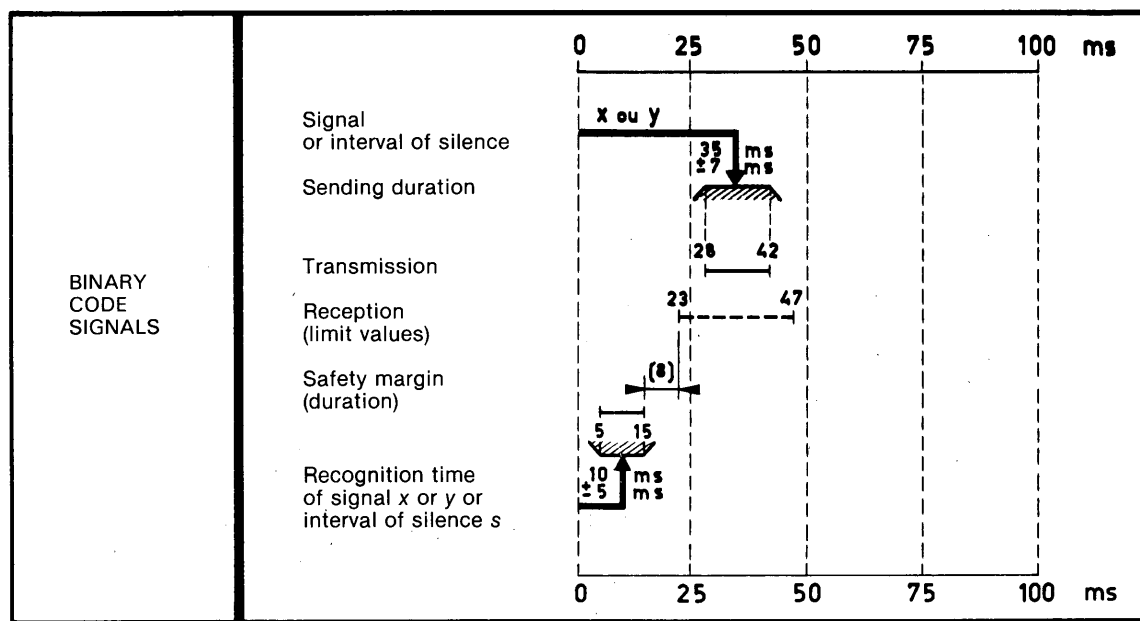 0 25 50 75 100 ms
x ou y
Signal
or interval of silence
35 ms
±7 ms
Sending duration
28 42
Transmission
BINARY
CODE
SIGNALS
23 47
Reception
(limit values)
(8)
Safety margin
(duration)
5 15
Recognition time
of signal x or y or
interval of silence s
10 ms
±5 ms
0 25 50 75 100 ms